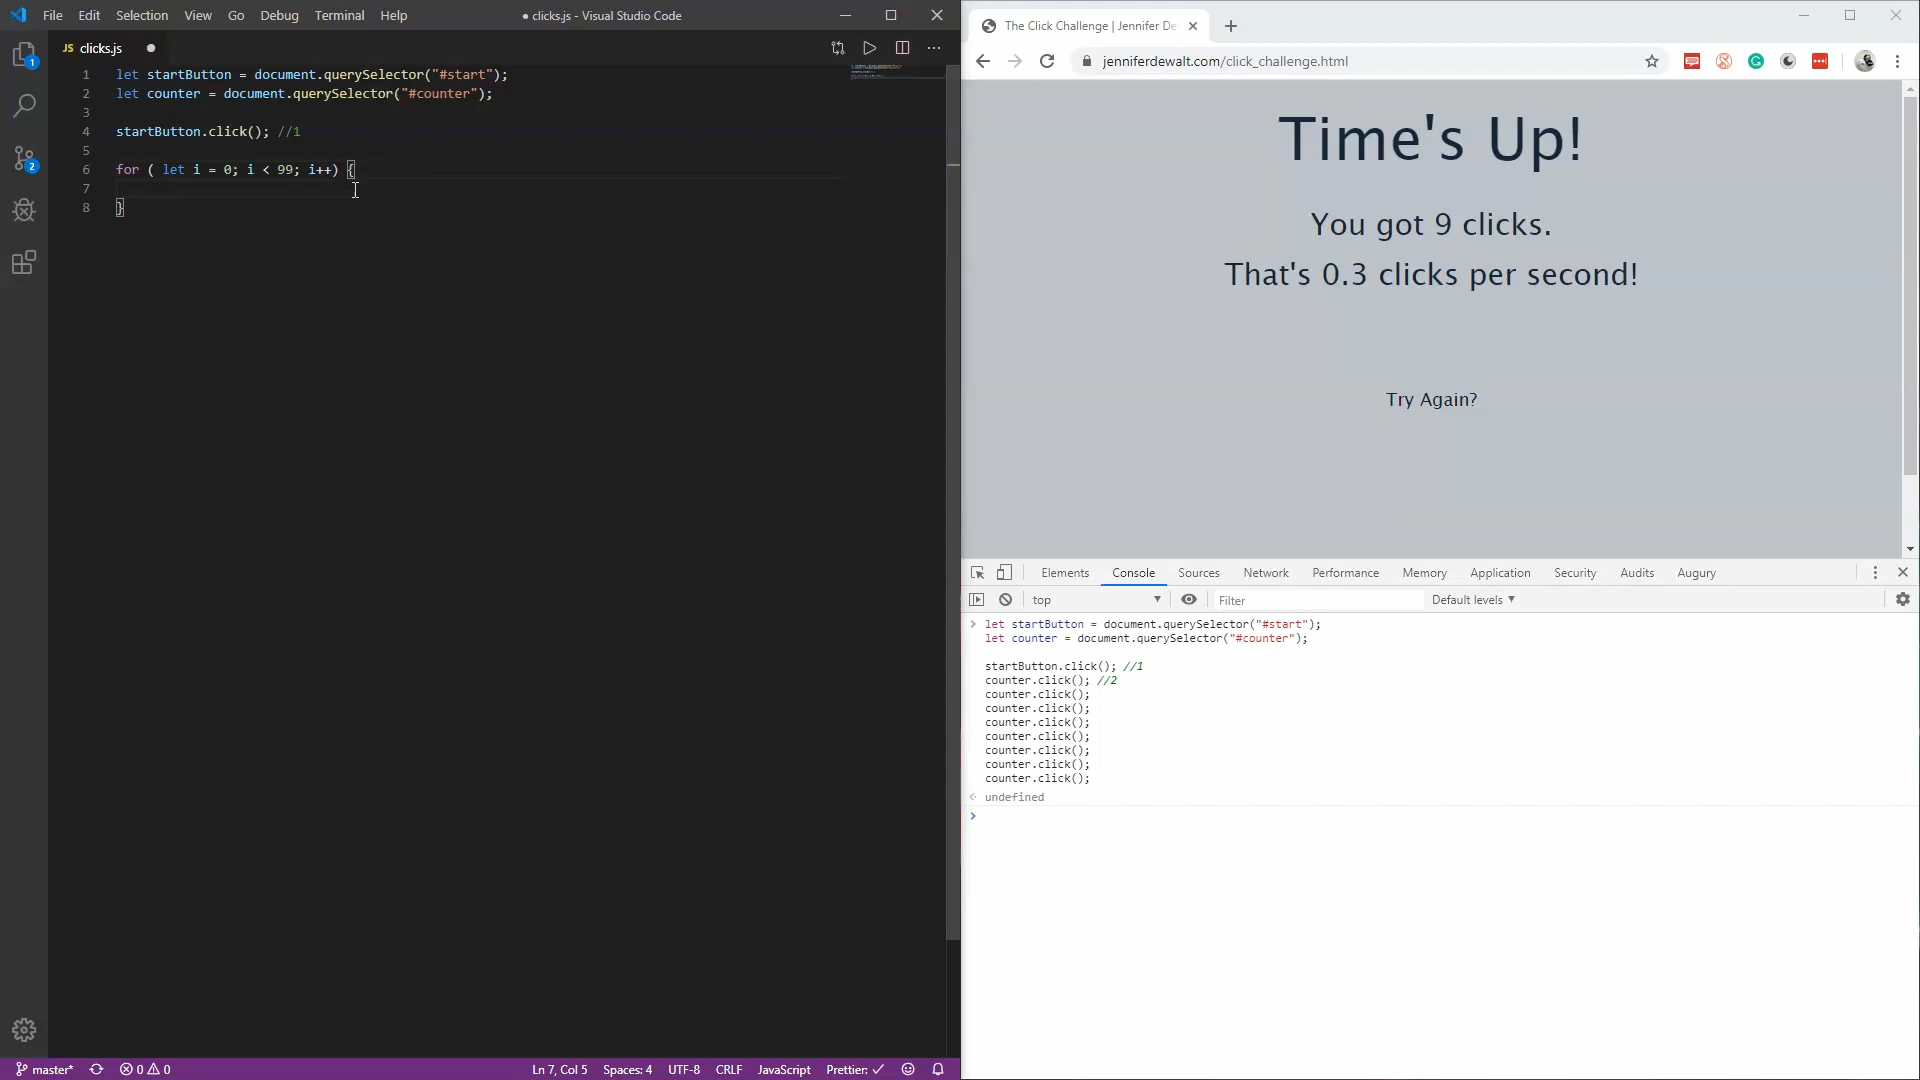 File Edit Selection View Go Debug Terminal Help
● clicks.js - Visual Studio Code
JS clicks.js
1 let startButton = document.querySelector("#start");
2 let counter = document.querySelector("#counter");
3
4 startButton.click(); //1
5
6 for ( let i = 0; i < 99; i++) {
7
8 }
1
2
master* 0 0
Ln 7, Col 5 Spaces: 4 UTF-8 CRLF JavaScript Prettier: ✓
The Click Challenge | Jennifer De
jenniferdewalt.com/click_challenge.html
Time's Up!
You got 9 clicks.
That's 0.3 clicks per second!
Try Again?
Elements Console Sources Network Performance Memory Application Security Audits Augury
top Filter Default levels
let startButton = document.querySelector("#start");
let counter = document.querySelector("#counter");
startButton.click(); //1
counter.click(); //2
counter.click();
counter.click();
counter.click();
counter.click();
counter.click();
counter.click();
counter.click();
undefined